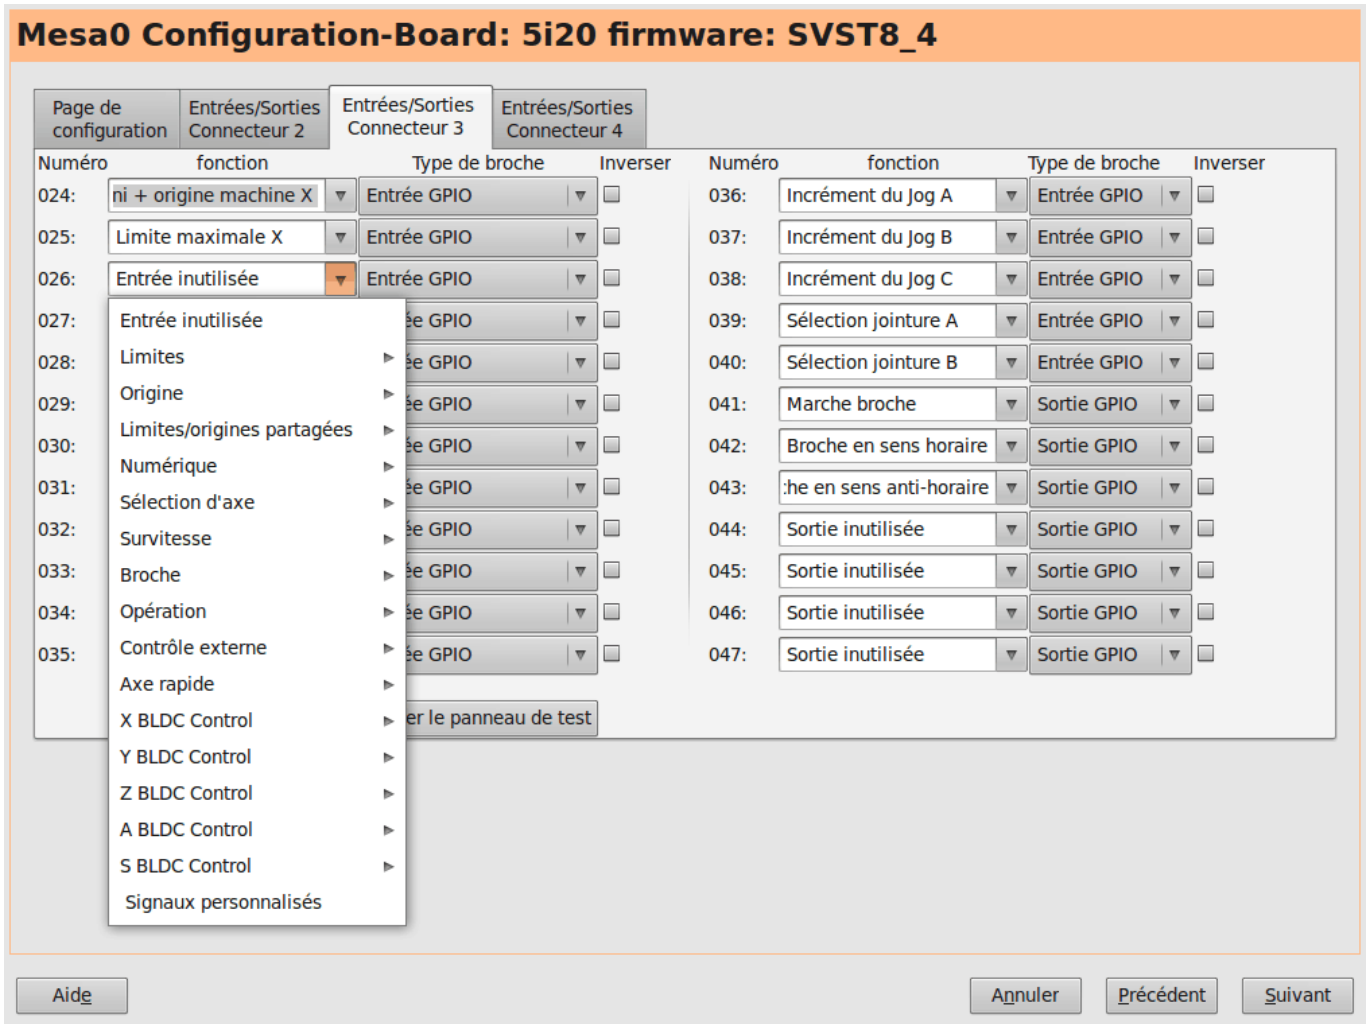 Mesa0 Configuration-Board: 5i20 firmware: SVST8_4
Page de configuration
Entrées/Sorties Connecteur 2
Entrées/Sorties Connecteur 3
Entrées/Sorties Connecteur 4
Numéro fonction Type de broche Inverser Numéro fonction Type de broche Inverser
024: ni + origine machine X Entrée GPIO 036: Incrément du Jog A Entrée GPIO
025: Limite maximale X Entrée GPIO 037: Incrément du Jog B Entrée GPIO
026: Entrée inutilisée Entrée GPIO 038: Incrément du Jog C Entrée GPIO
027: ée GPIO 039: Sélection jointure A Entrée GPIO
028: ée GPIO 040: Sélection jointure B Entrée GPIO
029: ée GPIO 041: Marche broche Sortie GPIO
030: ée GPIO 042: Broche en sens horaire Sortie GPIO
031: ée GPIO 043: he en sens anti-horaire Sortie GPIO
032: ée GPIO 044: Sortie inutilisée Sortie GPIO
033: ée GPIO 045: Sortie inutilisée Sortie GPIO
034: ée GPIO 046: Sortie inutilisée Sortie GPIO
035: ée GPIO 047: Sortie inutilisée Sortie GPIO
er le panneau de test
Entrée inutilisée
Limites
Origine
Limites/origines partagées
Numérique
Sélection d'axe
Survitesse
Broche
Opération
Contrôle externe
Axe rapide
X BLDC Control
Y BLDC Control
Z BLDC Control
A BLDC Control
S BLDC Control
Signaux personnalisés
Aide Annuler Précédent Suivant